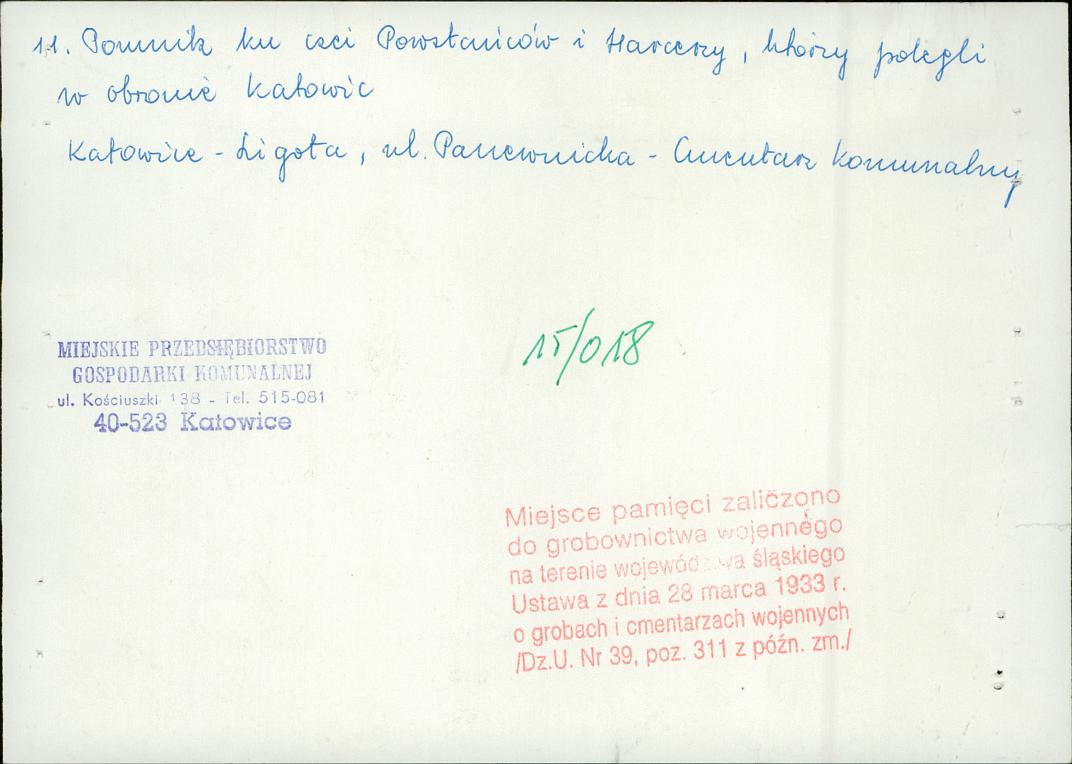 11. Pomnik ku czci Powstańców i Harcerzy, którzy polegli
w obronie Katowic
Katowice - Ligota, ul. Panewnicka - Cmentarz Komunalny
15/018
MIEJSKIE PRZEDSIĘBIORSTWO
GOSPODARKI KOMUNALNEJ
ul. Kościuszki 138 - Tel. 515-081
40-523 Katowice
Miejsce pamięci zaliczono
do grobownictwa wojennego
na terenie województwa śląskiego
Ustawa z dnia 28 marca 1933 r.
o grobach i cmentarzach wojennych
/Dz.U. Nr 39, poz. 311 z późn. zm./